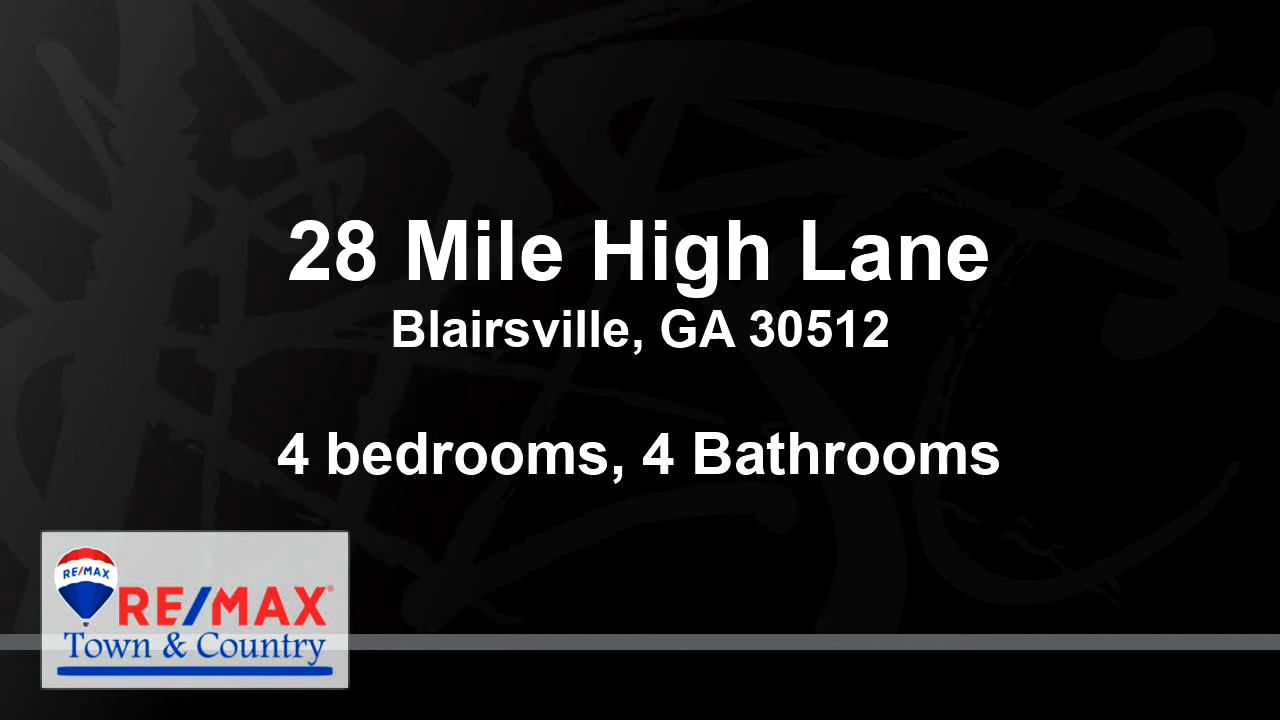 28 Mile High Lane
Blairsville, GA 30512
4 bedrooms, 4 Bathrooms
RE/MAX
RE/MAX®
Town & Country